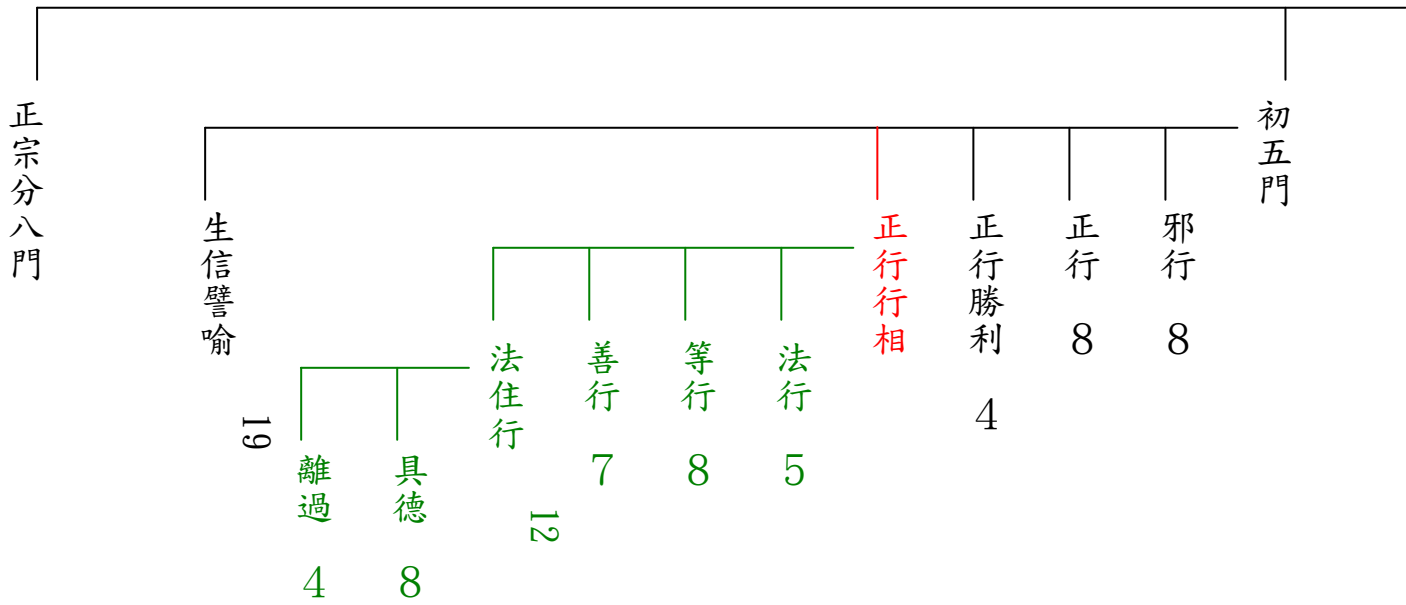 初五門
邪行 8
正行 8
正行勝利 4
正行行相
法行 5
等行 8
善行 7
法住行 12
具德 8
離過 4
生信譬喻 19
正宗分八門